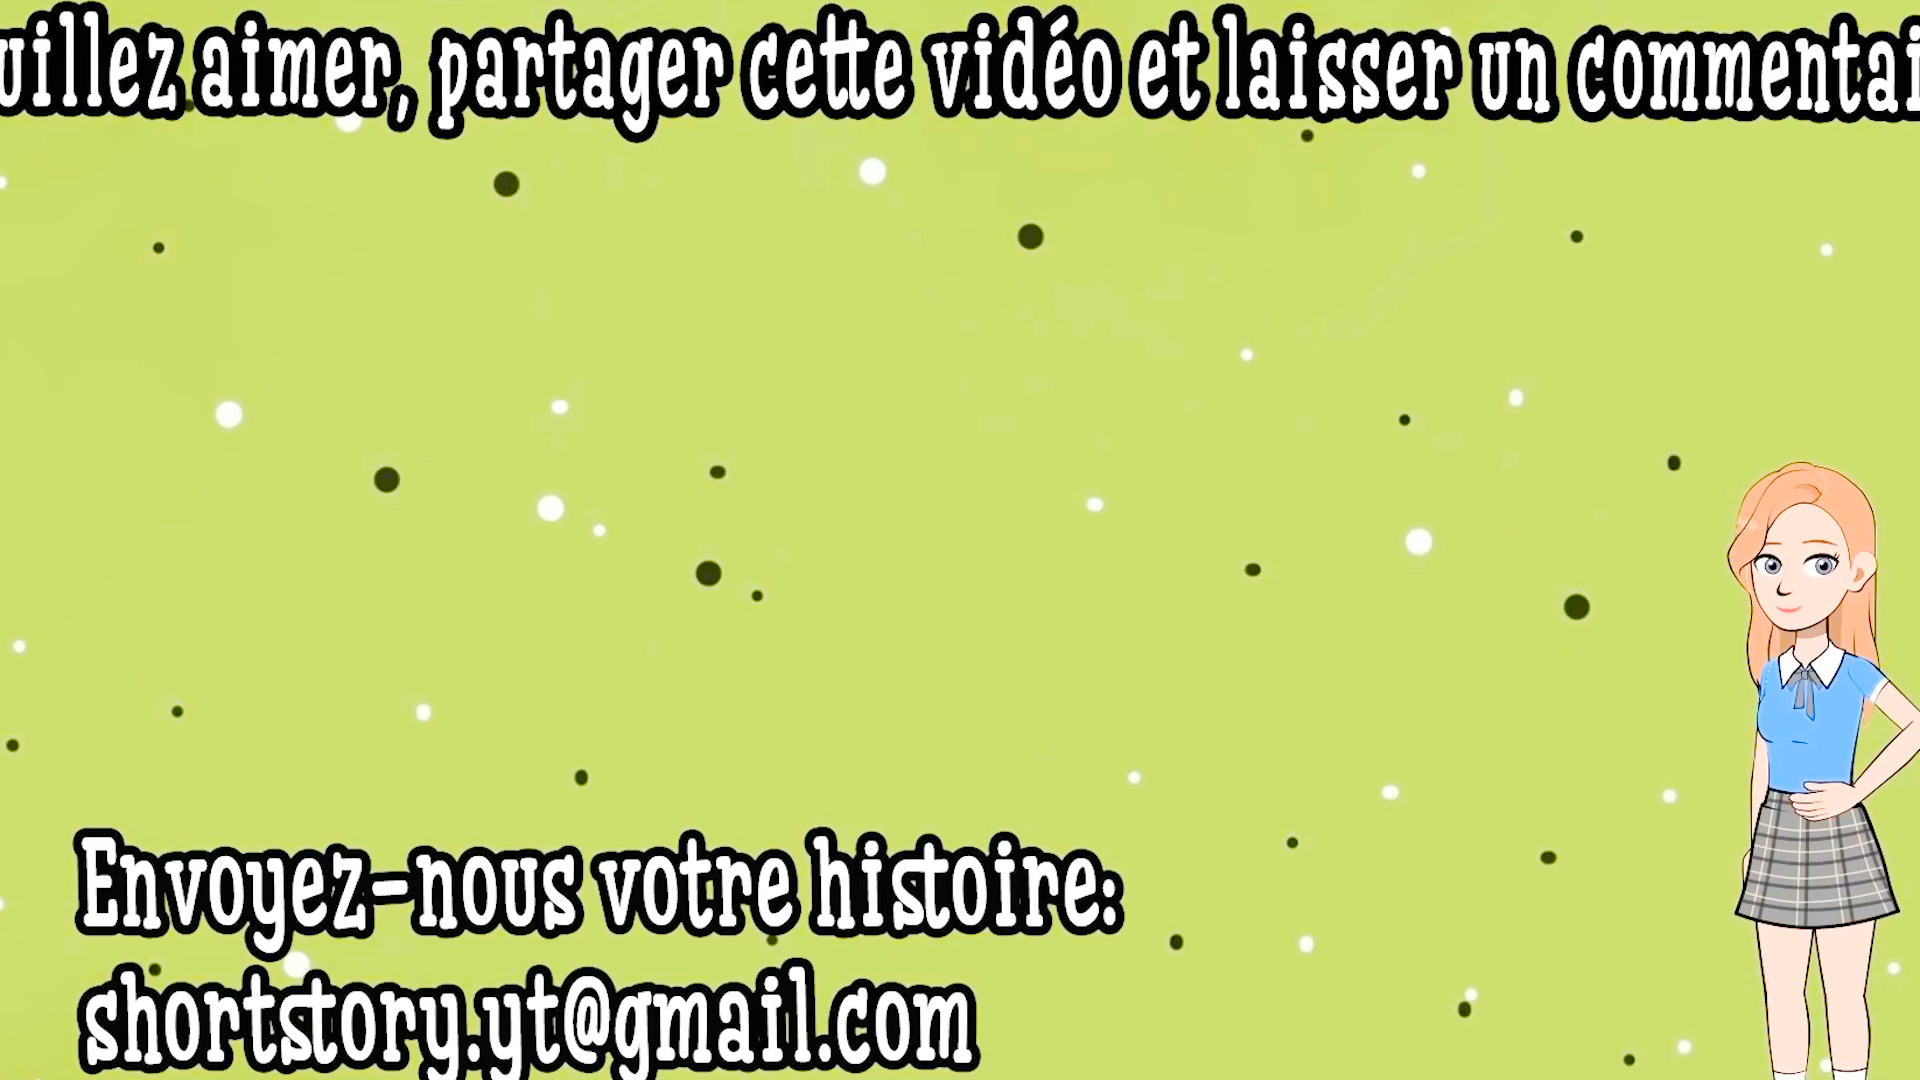 uillez aimer, partager cette vidéo et laisser un commentai
Envoyez-nous votre histoire:
shortstory.yt@gmail.com